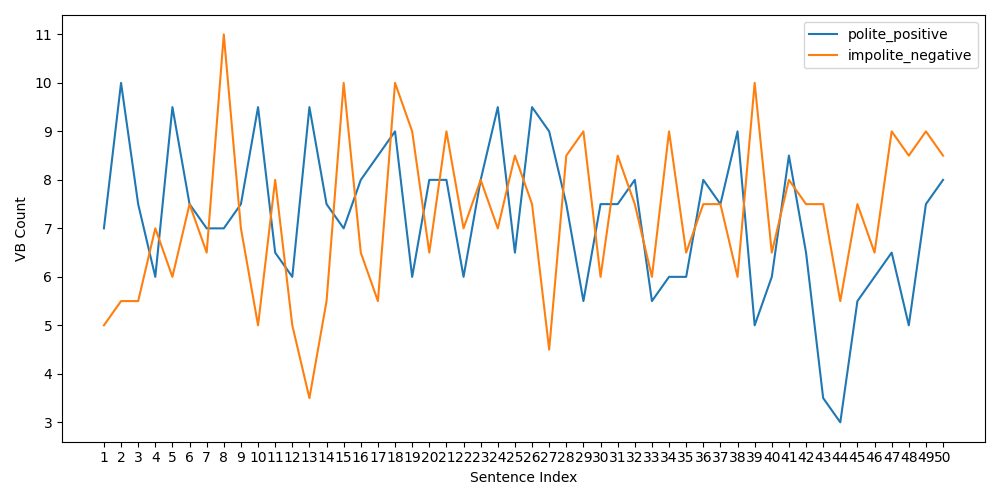 polite_positive
impolite_negative
11
10
9
8
7
6
5
4
3
VB Count
1 2 3 4 5 6 7 8 9 10 11 12 13 14 15 16 17 18 19 20 21 22 23 24 25 26 27 28 29 30 31 32 33 34 35 36 37 38 39 40 41 42 43 44 45 46 47 48 49 50
Sentence Index